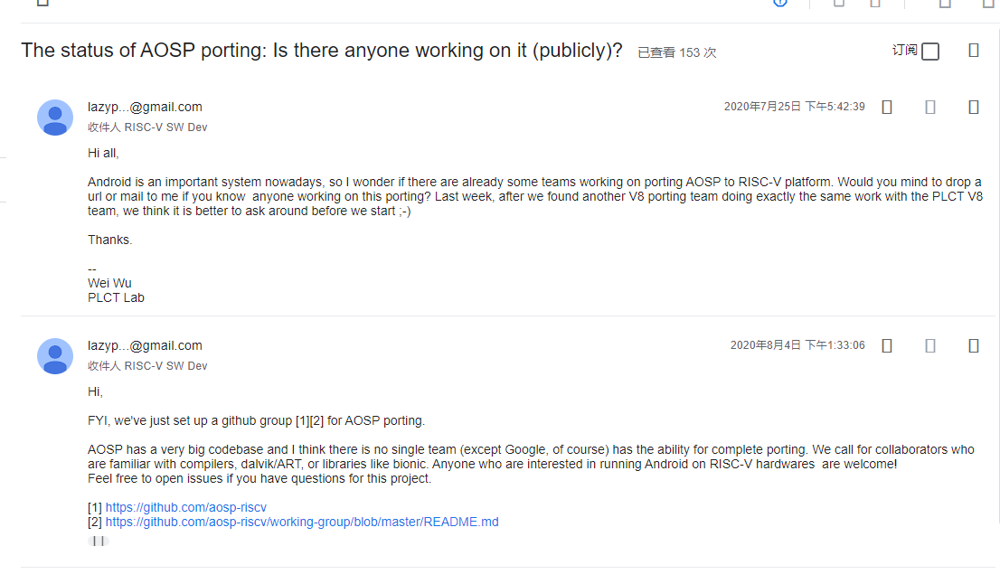 The status of AOSP porting: Is there anyone working on it (publicly)? 已查看 153 次
订阅
lazyp...@gmail.com
2020年7月25日 下午5:42:39
收件人 RISC-V SW Dev
Hi all,
Android is an important system nowadays, so I wonder if there are already some teams working on porting AOSP to RISC-V platform. Would you mind to drop a
url or mail to me if you know  anyone working on this porting? Last week, after we found another V8 porting team doing exactly the same work with the PLCT V8
team, we think it is better to ask around before we start ;-)
Thanks.
--
Wei Wu
PLCT Lab
lazyp...@gmail.com
2020年8月4日 下午1:33:06
收件人 RISC-V SW Dev
Hi,
FYI, we've just set up a github group [1][2] for AOSP porting.
AOSP has a very big codebase and I think there is no single team (except Google, of course) has the ability for complete porting. We call for collaborators who
are familiar with compilers, dalvik/ART, or libraries like bionic. Anyone who are interested in running Android on RISC-V hardwares  are welcome!
Feel free to open issues if you have questions for this project.
[1] https://github.com/aosp-riscv
[2] https://github.com/aosp-riscv/working-group/blob/master/README.md